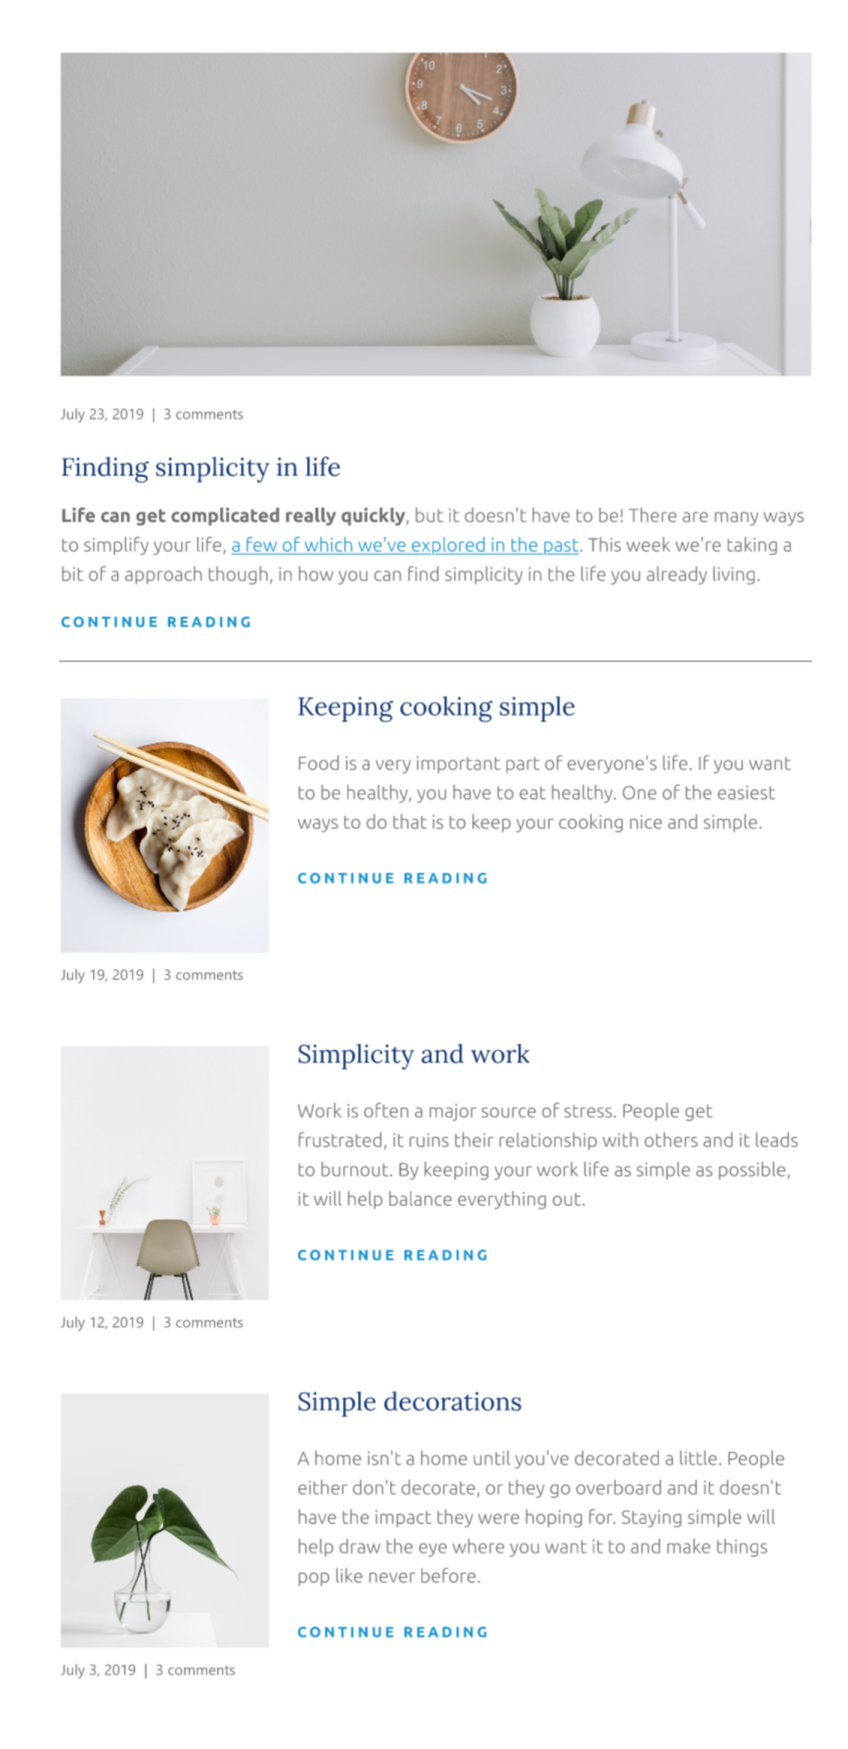 10 2
9 3
8 4
7 6 5
July 23, 2019 | 3 comments
Finding simplicity in life
Life can get complicated really quickly, but it doesn't have to be! There are many ways
to simplify your life, a few of which we've explored in the past. This week we're taking a
bit of a approach though, in how you can find simplicity in the life you already living.
CONTINUE READING
Keeping cooking simple
Food is a very important part of everyone's life. If you want
to be healthy, you have to eat healthy. One of the easiest
ways to do that is to keep your cooking nice and simple.
CONTINUE READING
July 19, 2019 | 3 comments
Simplicity and work
Work is often a major source of stress. People get
frustrated, it ruins their relationship with others and it leads
to burnout. By keeping your work life as simple as possible,
it will help balance everything out.
CONTINUE READING
July 12, 2019 | 3 comments
Simple decorations
A home isn't a home until you've decorated a little. People
either don't decorate, or they go overboard and it doesn't
have the impact they were hoping for. Staying simple will
help draw the eye where you want it to and make things
pop like never before.
CONTINUE READING
July 3, 2019 | 3 comments